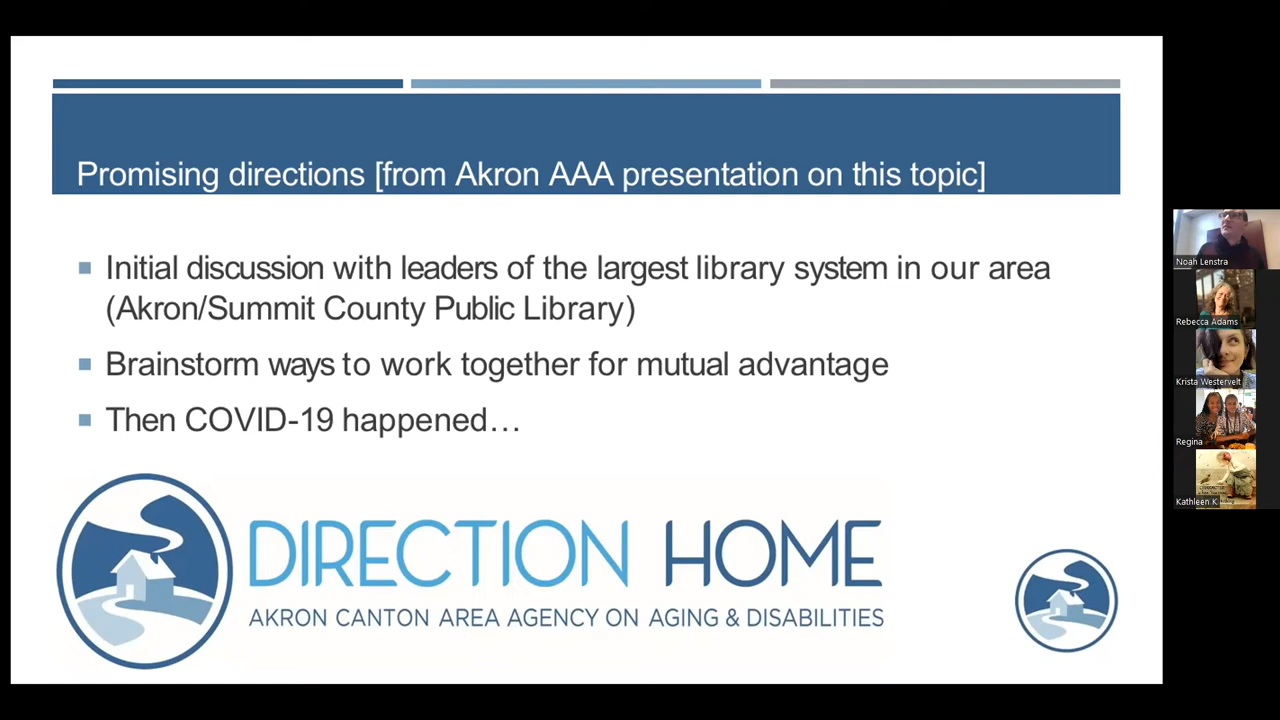 Promising directions [from Akron AAA presentation on this topic]
Initial discussion with leaders of the largest library system in our area
(Akron/Summit County Public Library)
Brainstorm ways to work together for mutual advantage
Then COVID-19 happened…
DIRECTION HOME
AKRON CANTON AREA AGENCY ON AGING & DISABILITIES
Noah Lenstra
Rebecca Adams
Krista Westervelt
Regina
Kathleen K